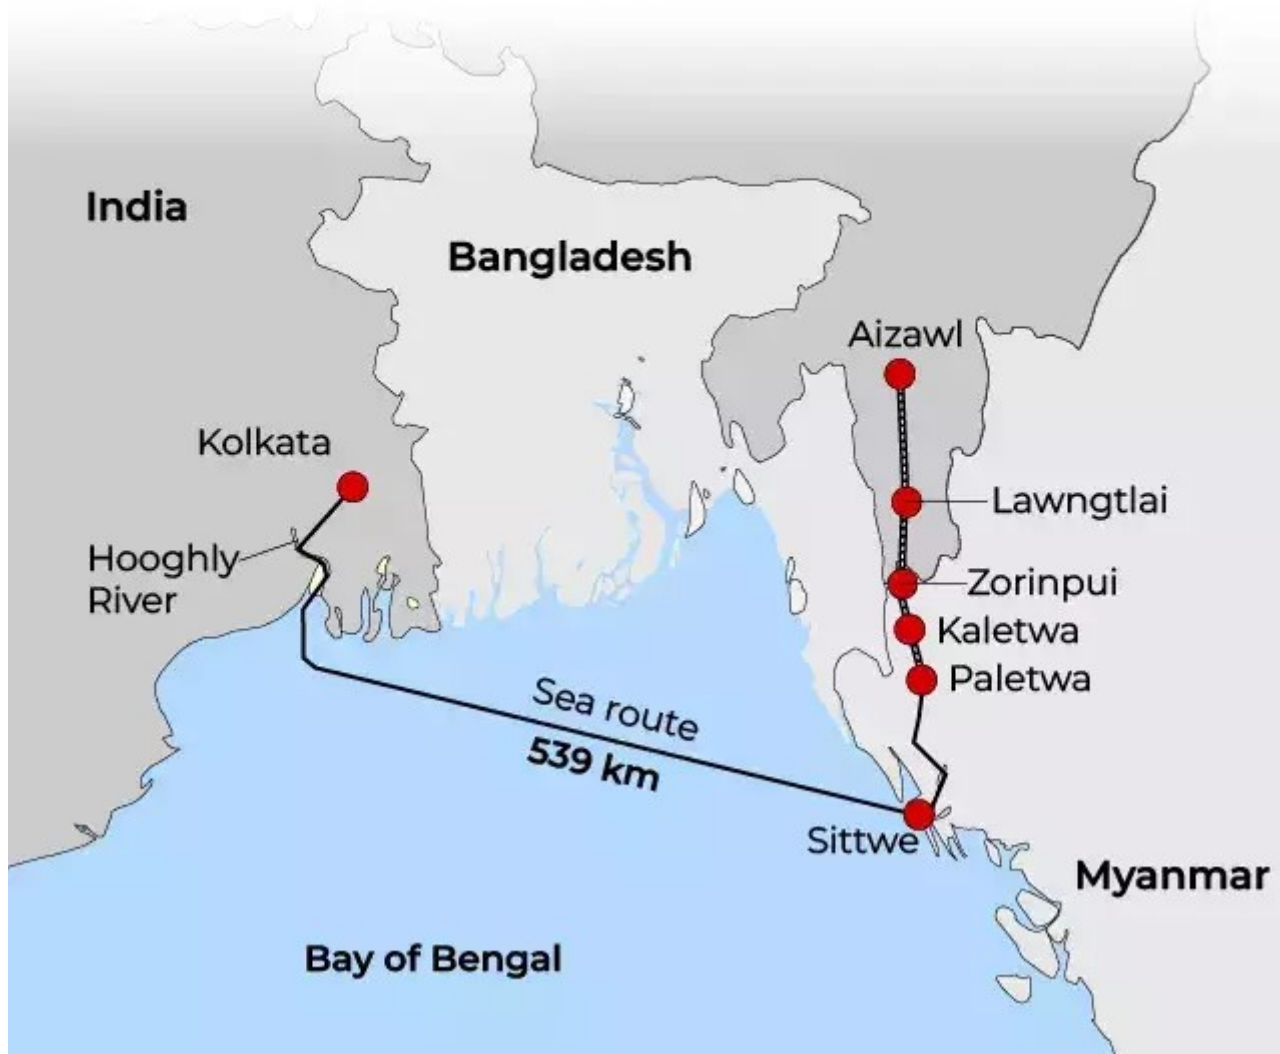 India
Bangladesh
Aizawl
Kolkata
Lawngtlai
Hooghly
River
Zorinpui
Kaletwa
Paletwa
Sea route
539 km
Sittwe
Myanmar
Bay of Bengal